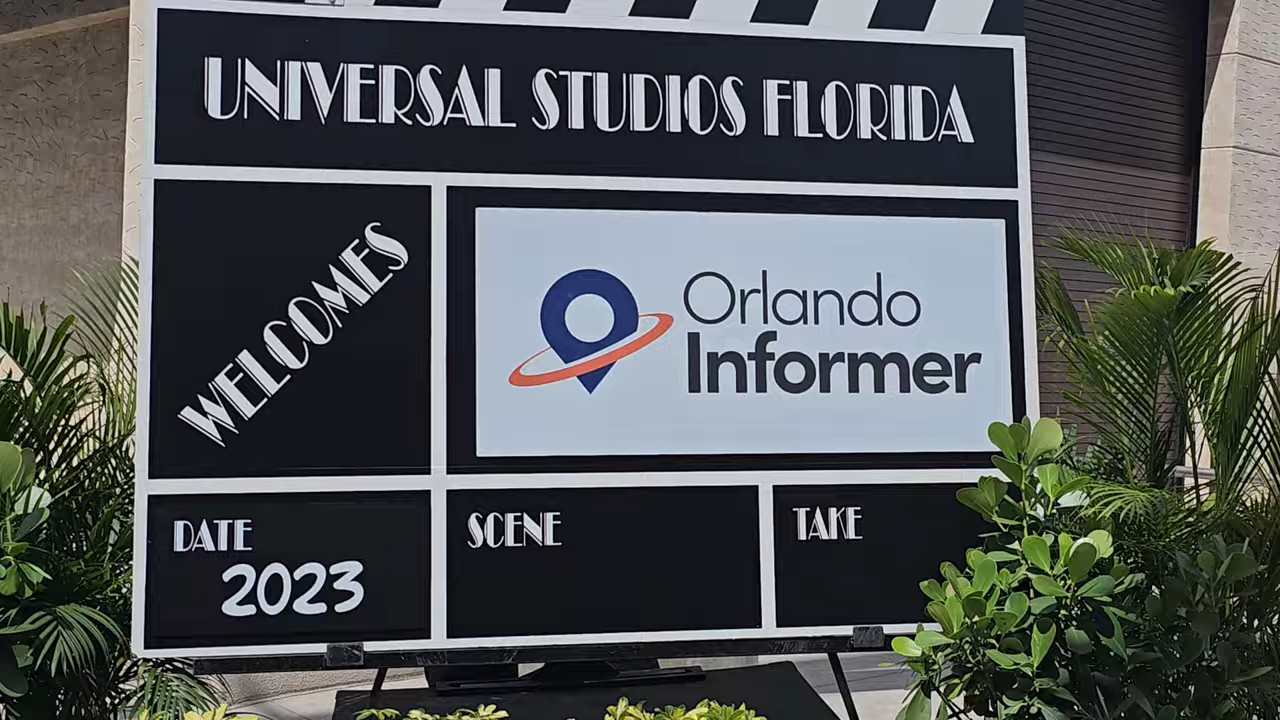 UNIVERSAL STUDIOS FLORIDA
WELCOMES
Orlando
Informer
DATE
2023
SCENE
TAKE